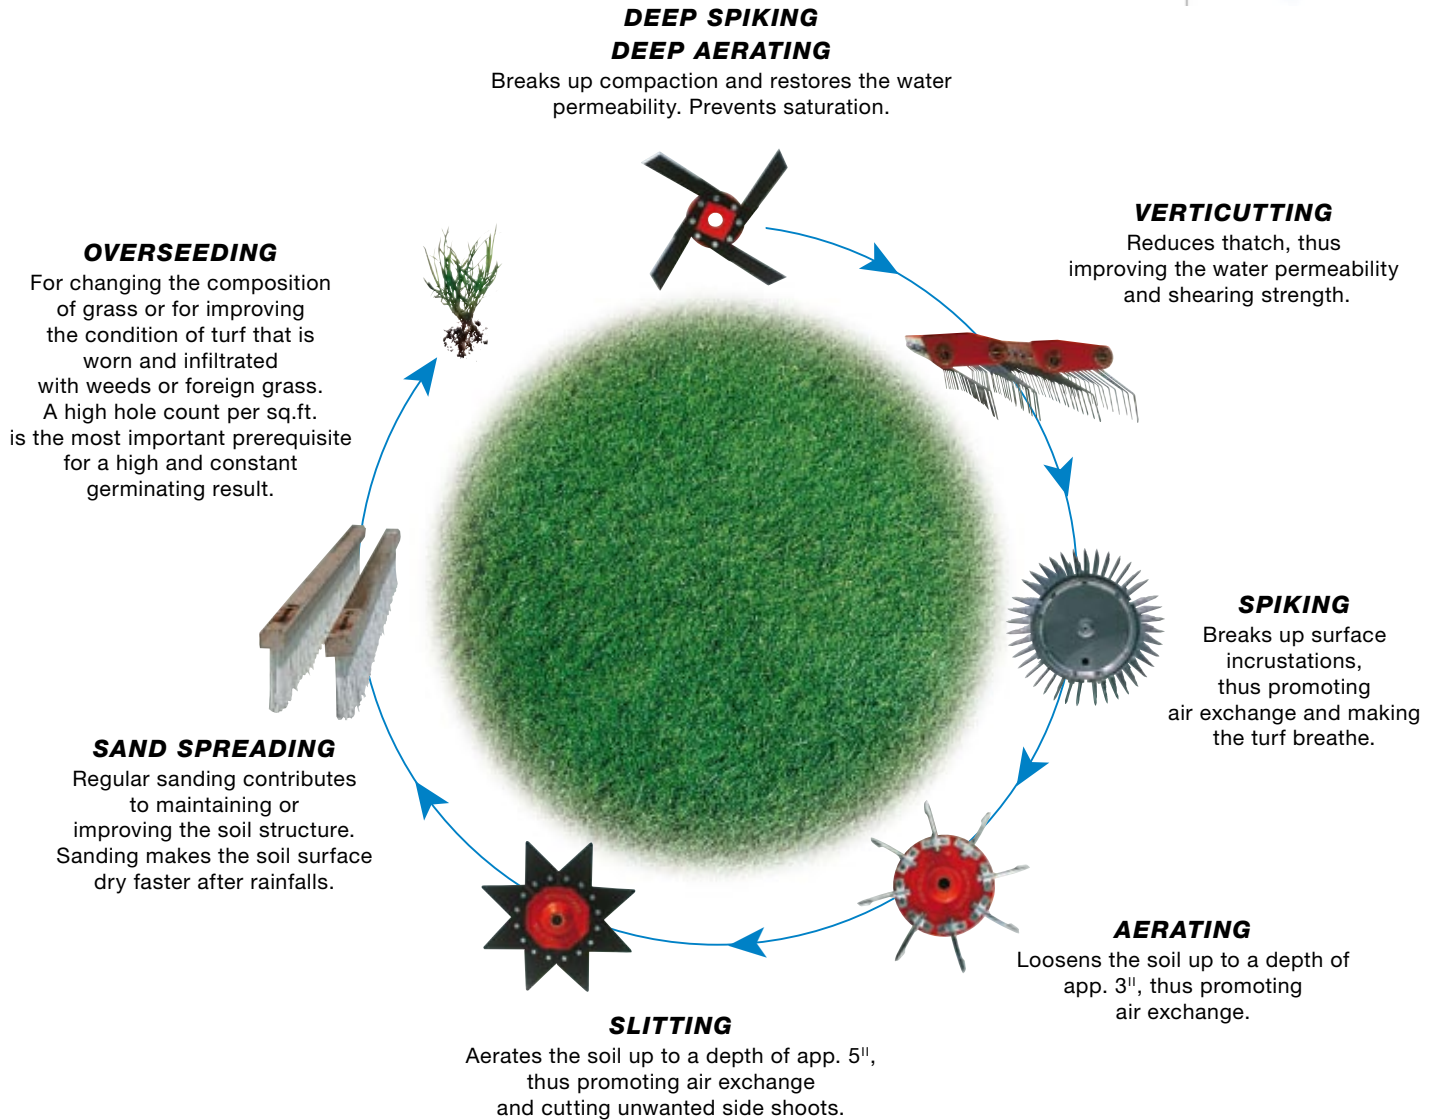 DEEP SPIKING
DEEP AERATING
Breaks up compaction and restores the water
permeability. Prevents saturation.
VERTICUTTING
Reduces thatch, thus
improving the water permeability
and shearing strength.
SPIKING
Breaks up surface
incrustations,
thus promoting
air exchange and making
the turf breathe.
AERATING
Loosens the soil up to a depth of
app. 3", thus promoting
air exchange.
SLITTING
Aerates the soil up to a depth of app. 5",
thus promoting air exchange
and cutting unwanted side shoots.
SAND SPREADING
Regular sanding contributes
to maintaining or
improving the soil structure.
Sanding makes the soil surface
dry faster after rainfalls.
OVERSEEDING
For changing the composition
of grass or for improving
the condition of turf that is
worn and infiltrated
with weeds or foreign grass.
A high hole count per sq.ft.
is the most important prerequisite
for a high and constant
germinating result.